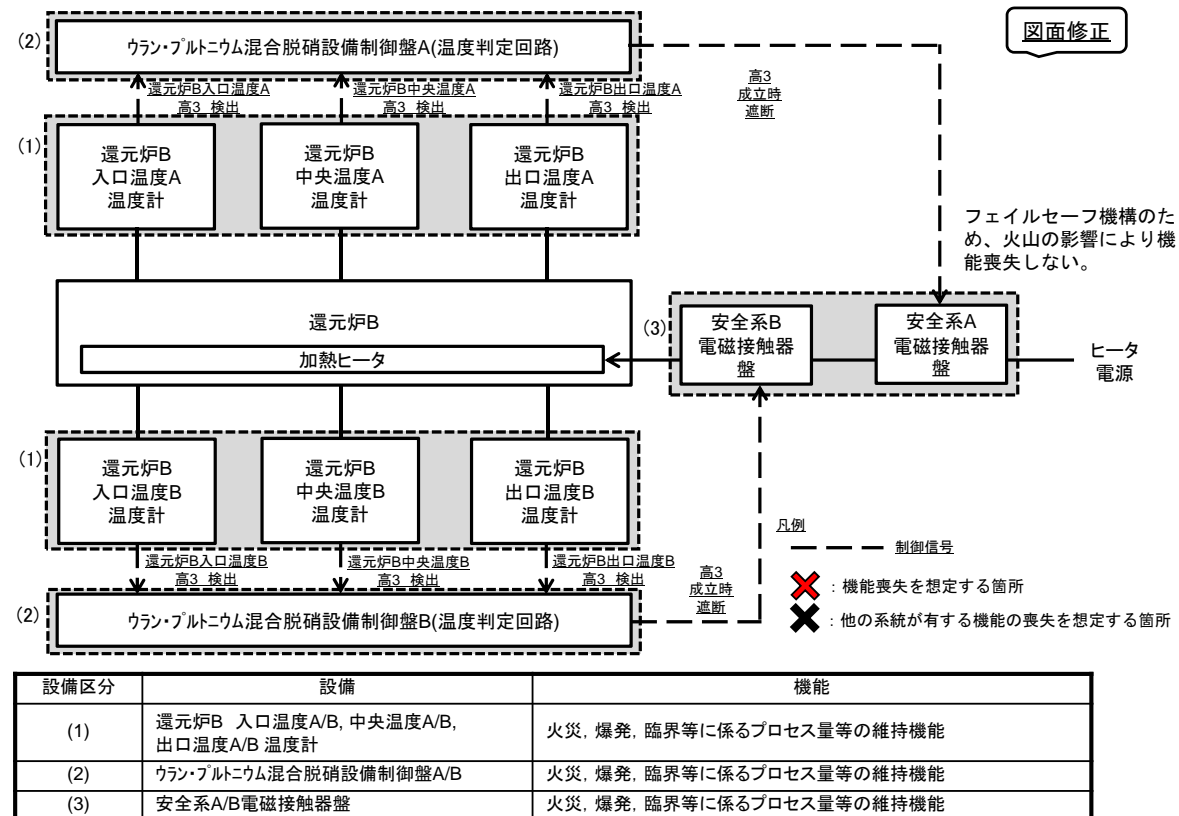 図面修正
(2)
ウラン・プルトニウム混合脱硝設備制御盤A(温度判定回路)
還元炉B入口温度A
高3 検出
還元炉B中央温度A
高3 検出
還元炉B出口温度A
高3 検出
高3
成立時
遮断
(1)
還元炉B
入口温度A
温度計
還元炉B
中央温度A
温度計
還元炉B
出口温度A
温度計
フェイルセーフ機構のた
め、火山の影響により機
能喪失しない。
還元炉B
加熱ヒータ
(3)
安全系B
電磁接触器
盤
安全系A
電磁接触器
盤
ヒータ
電源
(1)
還元炉B
入口温度B
温度計
還元炉B
中央温度B
温度計
還元炉B
出口温度B
温度計
還元炉B入口温度B
高3 検出
還元炉B中央温度B
高3 検出
還元炉B出口温度B
高3 検出
高3
成立時
遮断
(2)
ウラン・プルトニウム混合脱硝設備制御盤B(温度判定回路)
凡例
制御信号
：機能喪失を想定する箇所
：他の系統が有する機能の喪失を想定する箇所
設備区分 設備 機能
(1) 還元炉B 入口温度A/B, 中央温度A/B,
出口温度A/B 温度計 火災, 爆発, 臨界等に係るプロセス量等の維持機能
(2) ウラン・プルトニウム混合脱硝設備制御盤A/B 火災, 爆発, 臨界等に係るプロセス量等の維持機能
(3) 安全系A/B電磁接触器盤 火災, 爆発, 臨界等に係るプロセス量等の維持機能